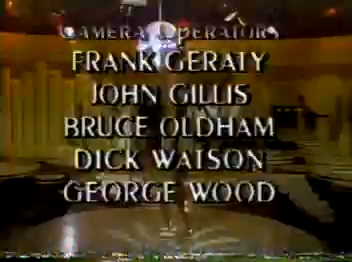 CAMERA OPERATORS
FRANK GERATY
JOHN GILLIS
BRUCE OLDHAM
DICK WATSON
GEORGE WOOD